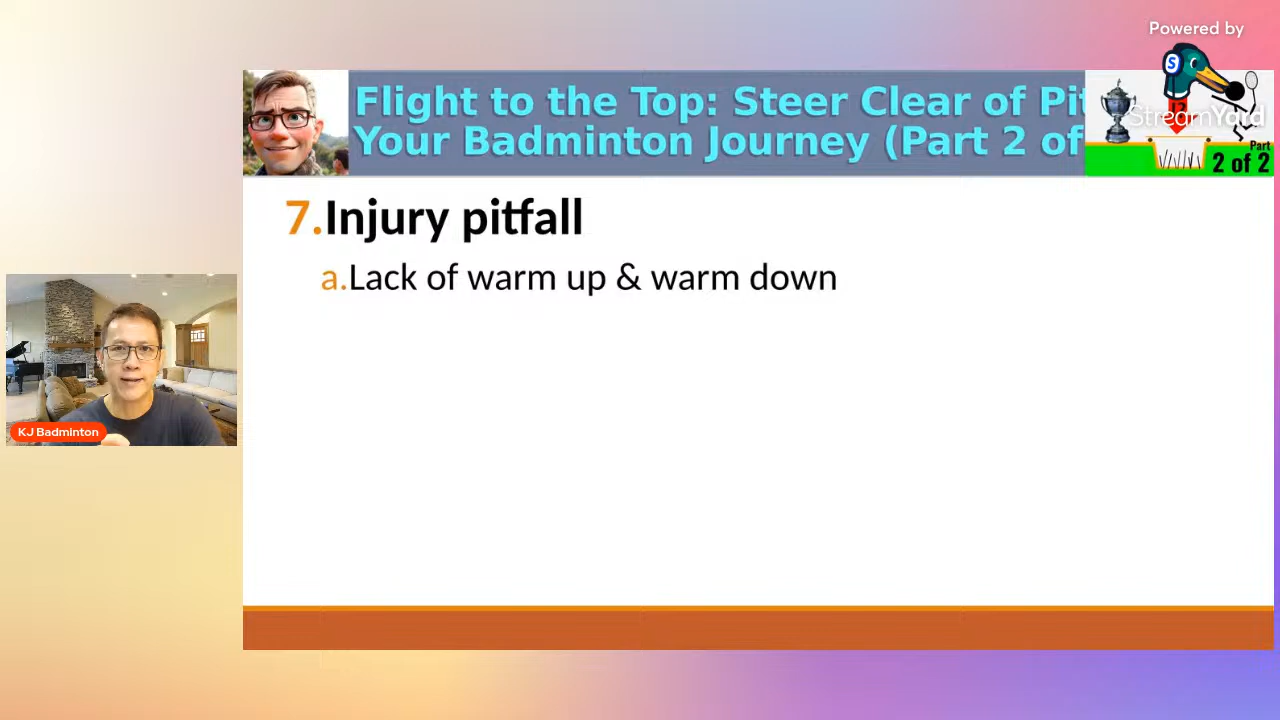 Powered by
StreamYard
Flight to the Top: Steer Clear of Pit
Your Badminton Journey (Part 2 of
Part
2 of 2
7.Injury pitfall
a.Lack of warm up & warm down
KJ Badminton
S